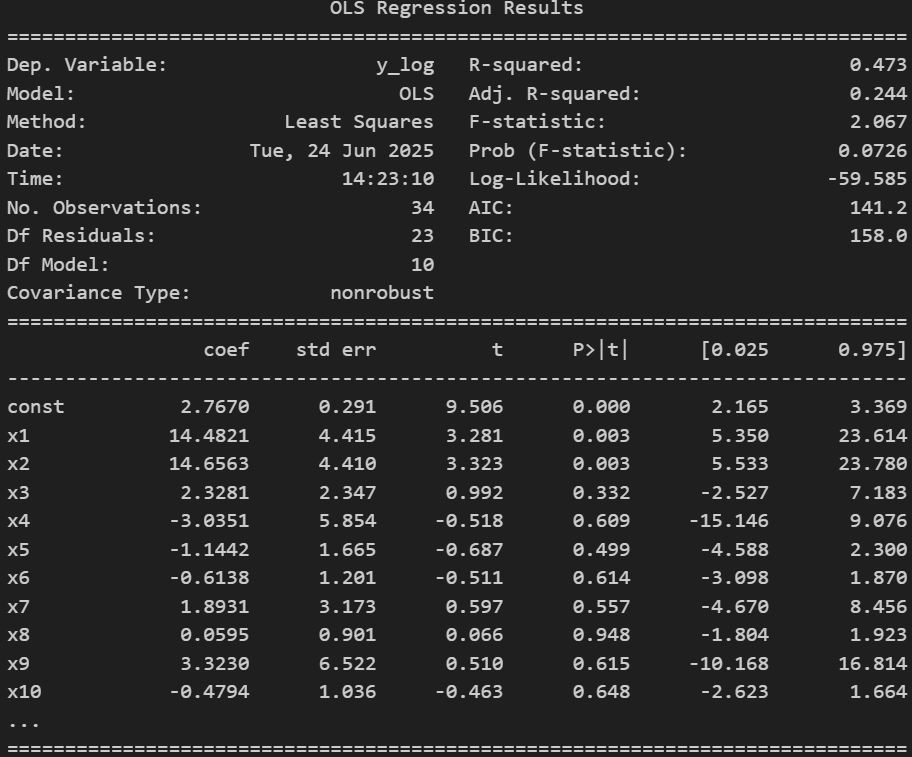 OLS Regression Results
==============================================================================
Dep. Variable: y_log R-squared: 0.473
Model: OLS Adj. R-squared: 0.244
Method: Least Squares F-statistic: 2.067
Date: Tue, 24 Jun 2025 Prob (F-statistic): 0.0726
Time: 14:23:10 Log-Likelihood: -59.585
No. Observations: 34 AIC: 141.2
Df Residuals: 23 BIC: 158.0
Df Model: 10
Covariance Type: nonrobust
==============================================================================
coef std err t P>|t| [0.025 0.975]
------------------------------------------------------------------------------
const 2.7670 0.291 9.506 0.000 2.165 3.369
x1 14.4821 4.415 3.281 0.003 5.350 23.614
x2 14.6563 4.410 3.323 0.003 5.533 23.780
x3 2.3281 2.347 0.992 0.332 -2.527 7.183
x4 -3.0351 5.854 -0.518 0.609 -15.146 9.076
x5 -1.1442 1.665 -0.687 0.499 -4.588 2.300
x6 -0.6138 1.201 -0.511 0.614 -3.098 1.870
x7 1.8931 3.173 0.597 0.557 -4.670 8.456
x8 0.0595 0.901 0.066 0.948 -1.804 1.923
x9 3.3230 6.522 0.510 0.615 -10.168 16.814
x10 -0.4794 1.036 -0.463 0.648 -2.623 1.664
...
==============================================================================